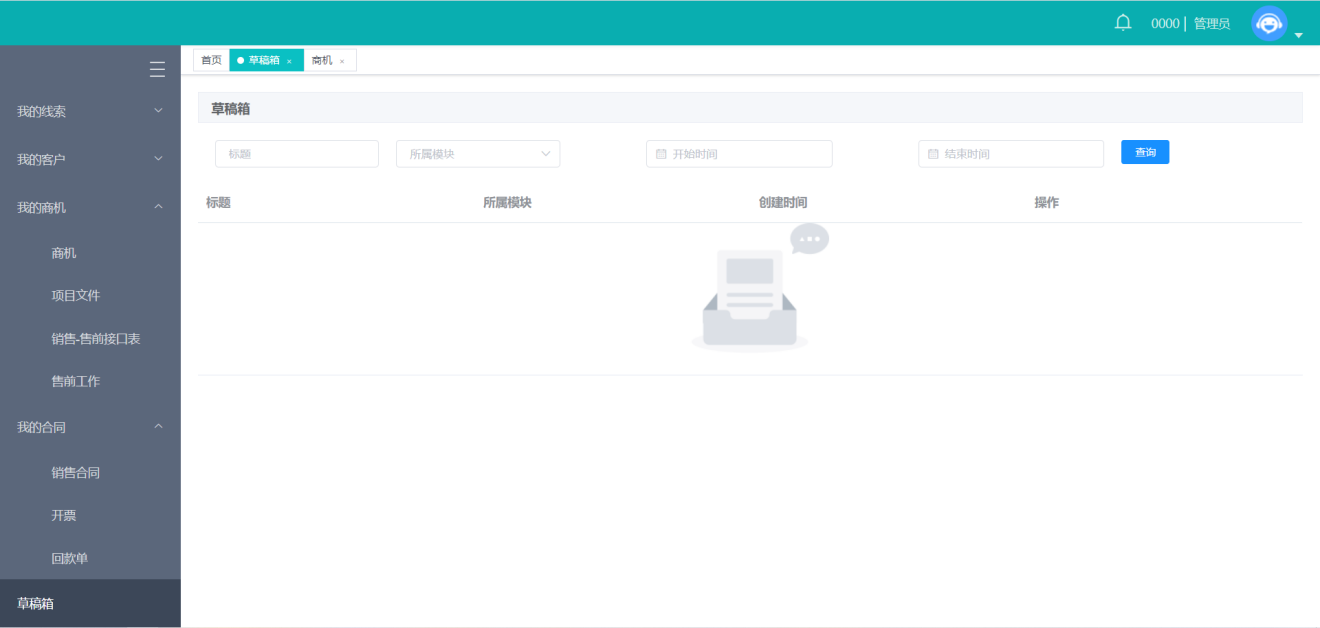 0000 | 管理员
首页 草稿箱 × 商机 ×
我的线索
我的客户
我的商机
商机
项目文件
销售-售前接口表
售前工作
我的合同
销售合同
开票
回款单
草稿箱
草稿箱
标题 所属模块 开始时间 结束时间 查询
标题 所属模块 创建时间 操作